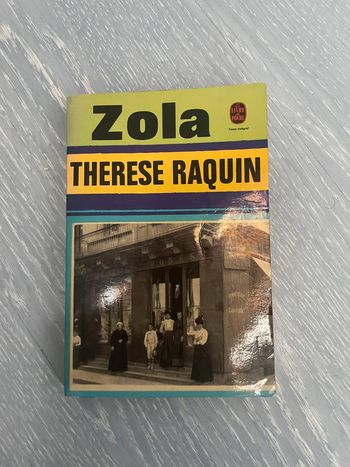 Zola
LE LIVRE
DE POCHE
Texte intégral
THERESE RAQUIN